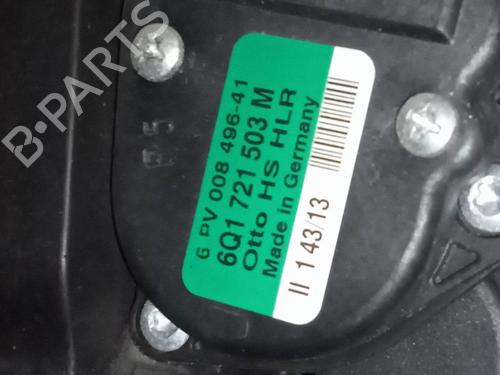 6 PV 008 496-41
6Q1 721 503 M
Otto HS HLR
Made in Germany
II 1 43/13
B-PARTS